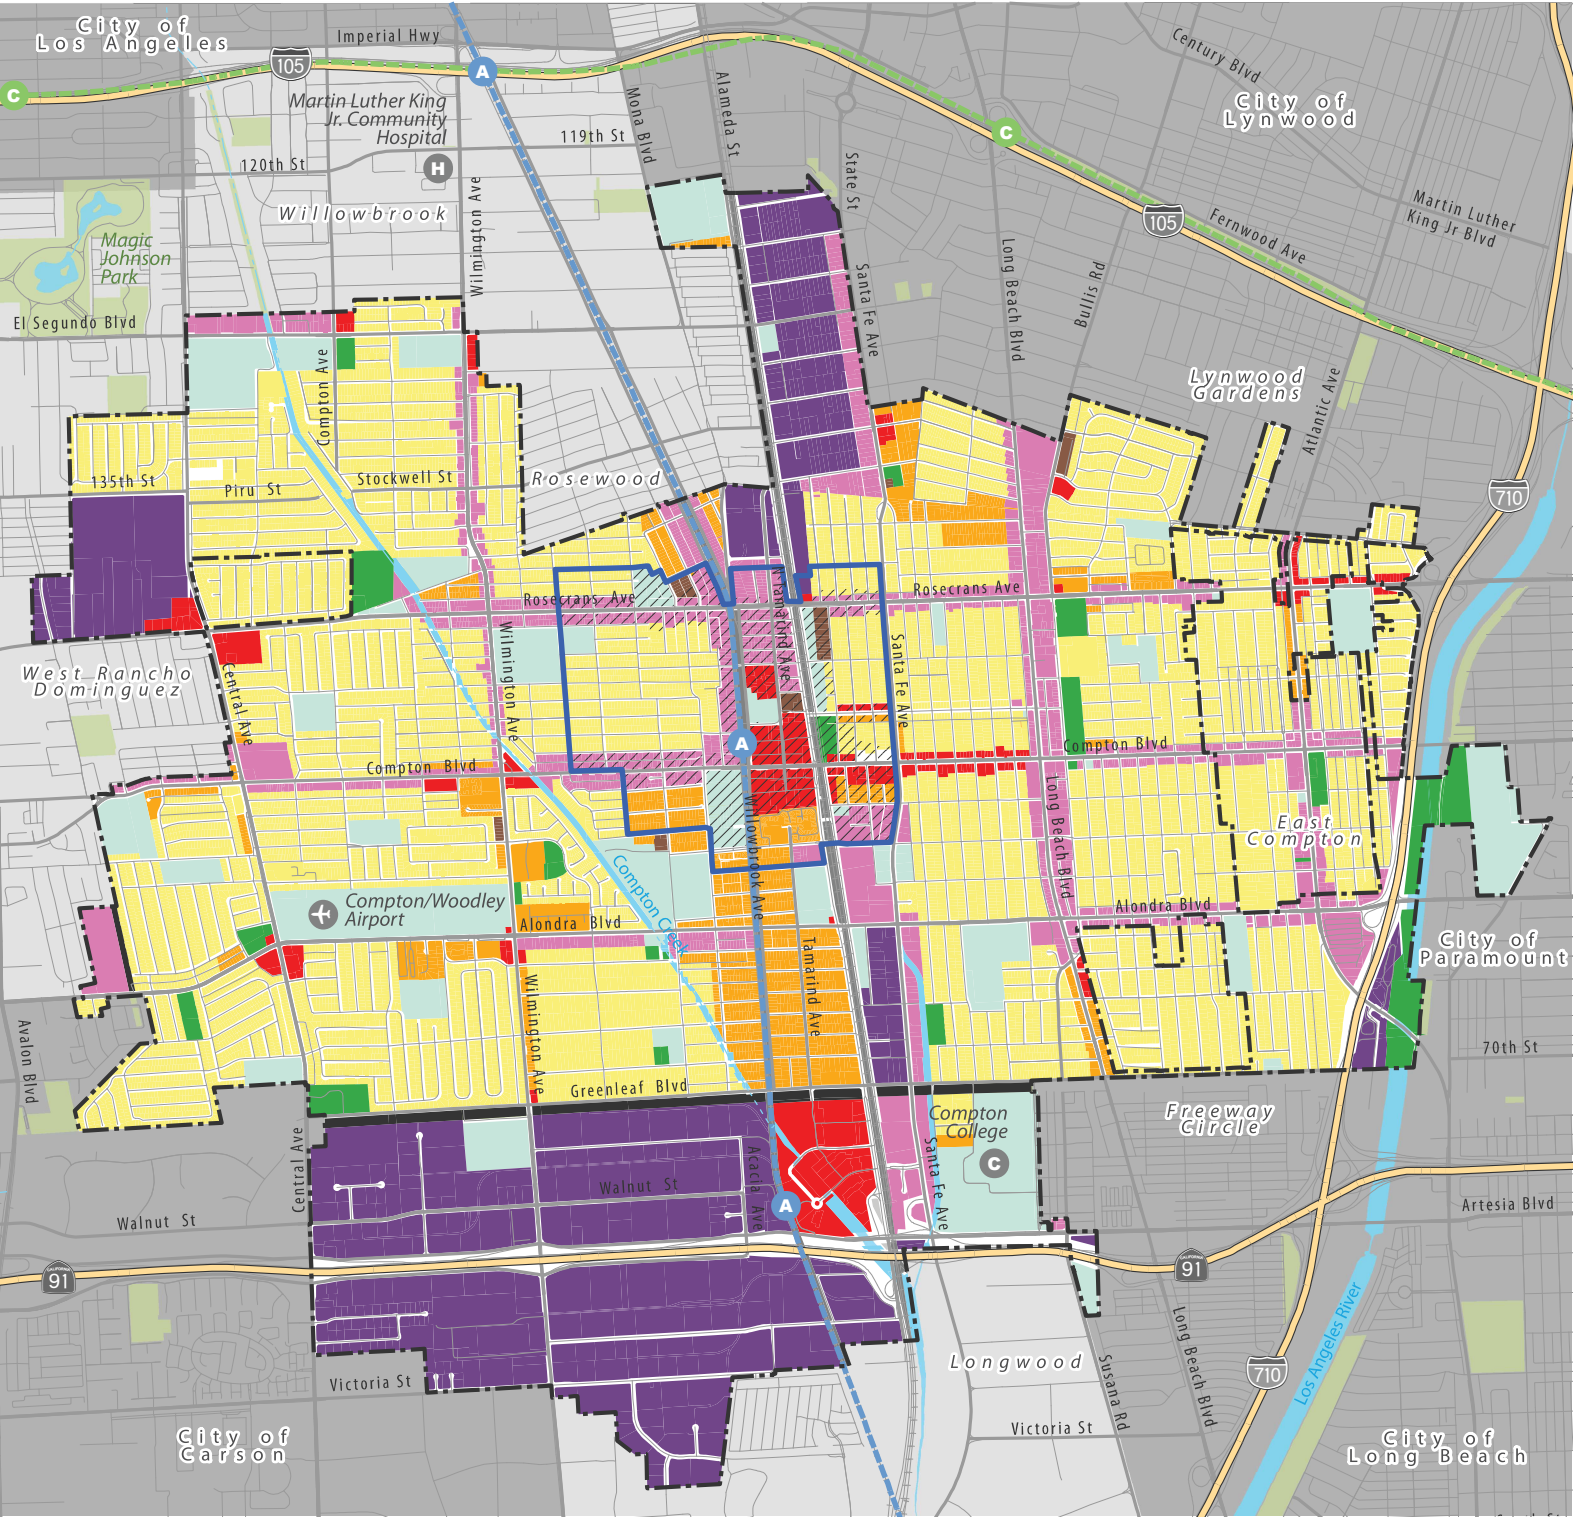 City of
Los Angeles
Imperial Hwy
105
A
C
Martin Luther King
Jr. Community
Hospital
H
Mona Blvd
Alameda St
119th St
120th St
Willowbrook
Wilmington Ave
Magic
Johnson
Park
El Segundo Blvd
Compton Ave
State St
Santa Fe Ave
C
Century Blvd
City of
Lynwood
105
Fernwood Ave
Martin Luther
King Jr Blvd
Long Beach Blvd
Bullis Rd
Lynwood
Gardens
Atlantic Ave
710
135th St
Piru St
Stockwell St
Rosewood
Rosecrans Ave
N Tamarind Ave
Rosecrans Ave
West Rancho
Dominguez
Central Ave
Wilmington Ave
Santa Fe Ave
A
Compton Blvd
Compton Blvd
Long Beach Blvd
East
Compton
Willowbrook Ave
Compton Creek
Compton/Woodley
Airport
Alondra Blvd
Alondra Blvd
City of
Paramount
Avalon Blvd
Wilmington Ave
Tamarind Ave
70th St
Greenleaf Blvd
Compton
College
C
Freeway
Circle
Central Ave
Acacia Ave
Santa Fe Ave
Walnut St
Walnut St
A
Artesia Blvd
CALIFORNIA
91
CALIFORNIA
91
Los Angeles River
Long Beach Blvd
Susana Rd
Longwood
710
Victoria St
Victoria St
City of
Carson
City of
Long Beach